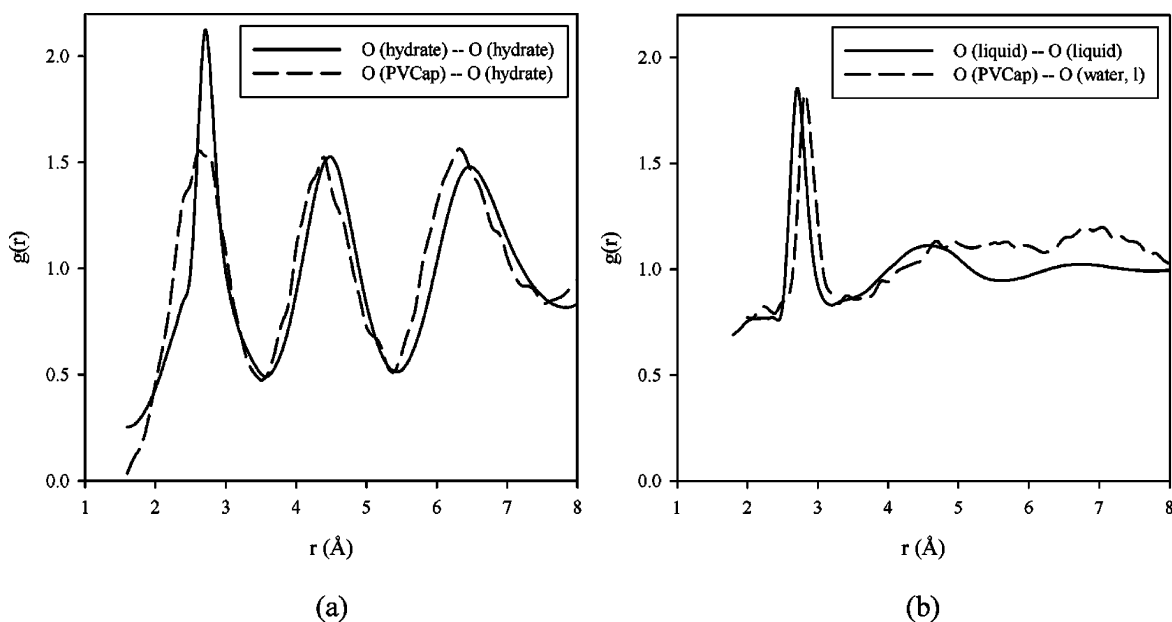 O (hydrate) -- O (hydrate)
O (PVCap) -- O (hydrate)
g(r)
2.0
1.5
1.0
0.5
0.0
1 2 3 4 5 6 7 8
r (Å)
(a)
O (liquid) -- O (liquid)
O (PVCap) -- O (water, l)
g(r)
2.0
1.5
1.0
0.5
0.0
1 2 3 4 5 6 7 8
r (Å)
(b)